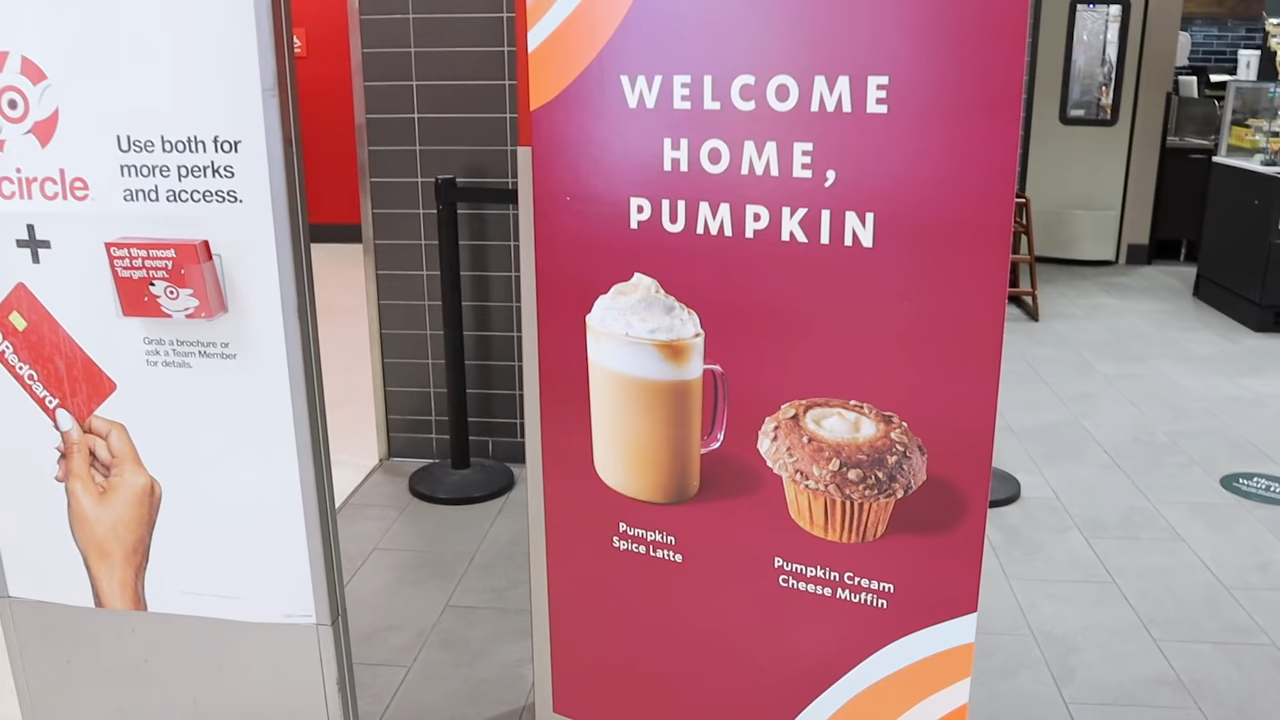 circle
Use both for
more perks
and access.
+
Get the most
out of every
Target run.
Grab a brochure or
ask a Team Member
for details.
RedCard
WELCOME
HOME,
PUMPKIN
Pumpkin
Spice Latte
Pumpkin Cream
Cheese Muffin